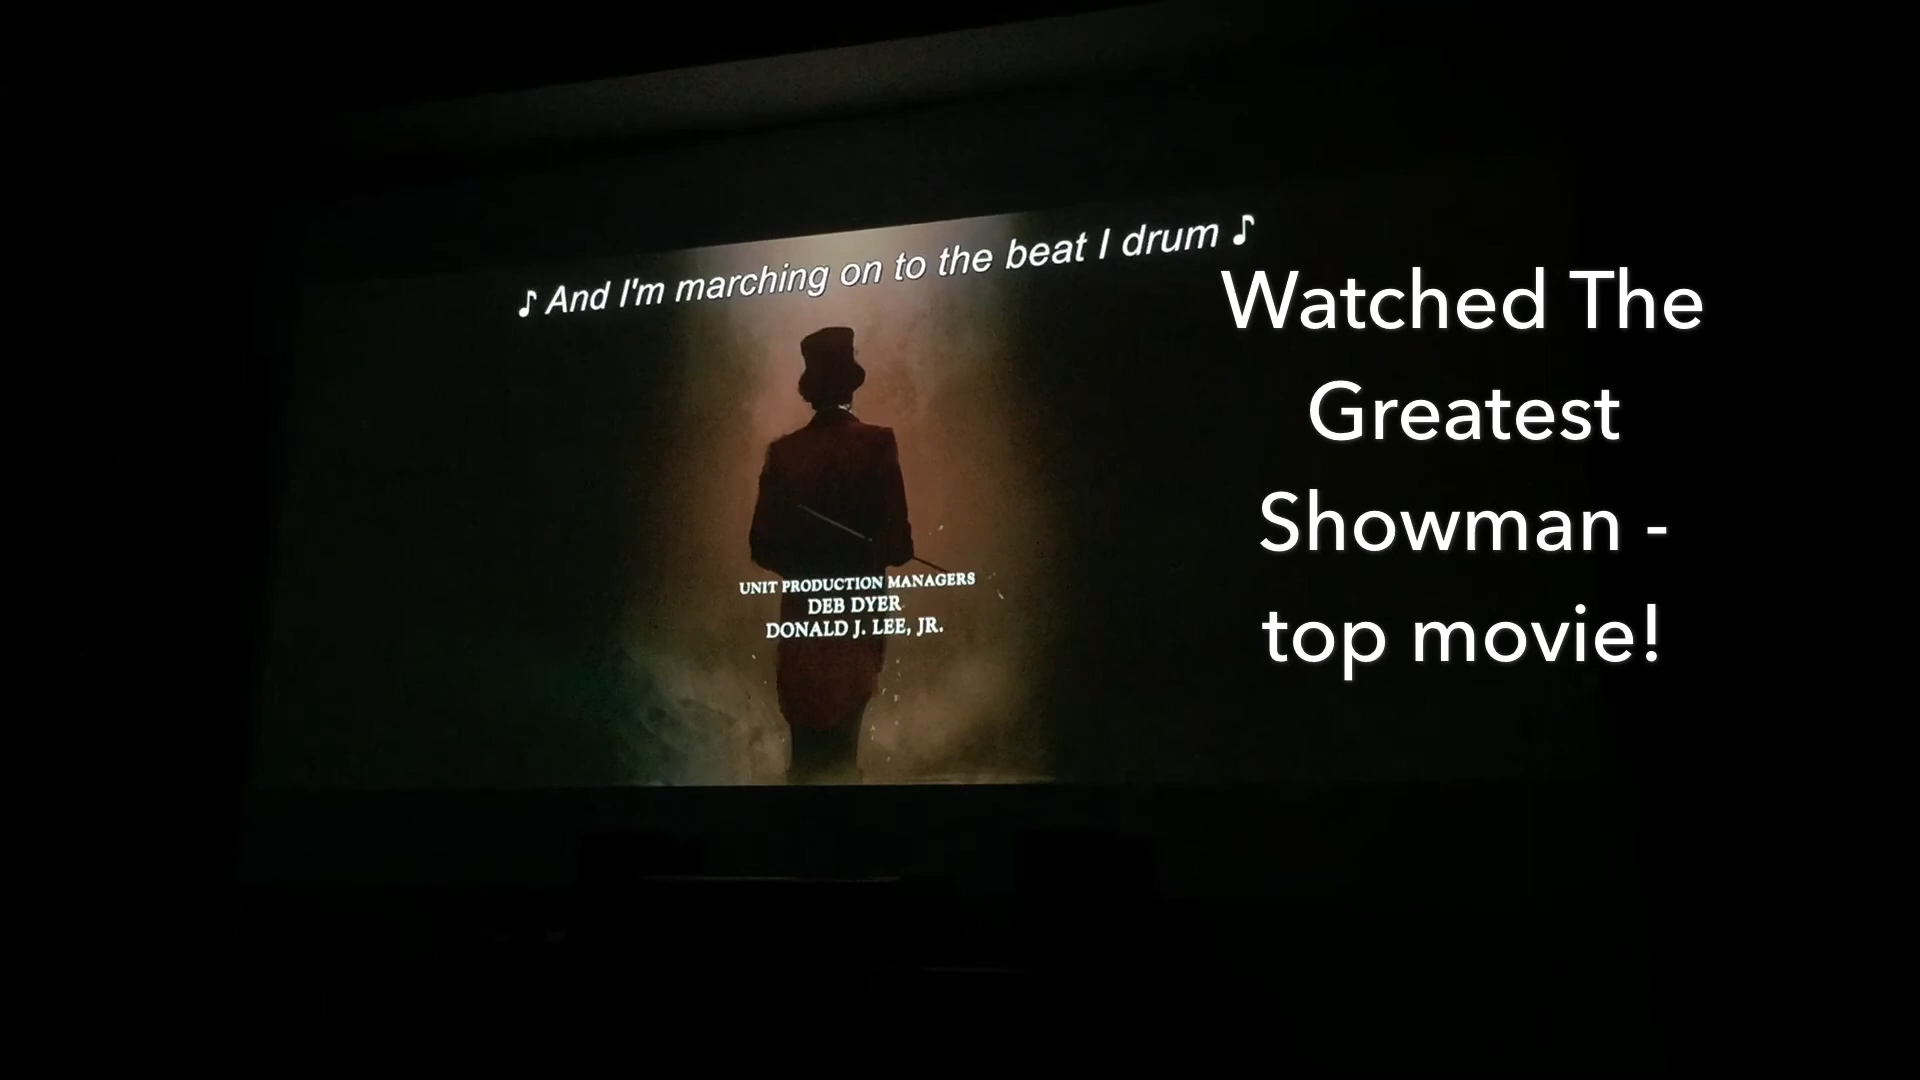 ♪ And I'm marching on to the beat I drum ♪
Watched The
Greatest
Showman -
top movie!
UNIT PRODUCTION MANAGERS
DEB DYER
DONALD J. LEE, JR.